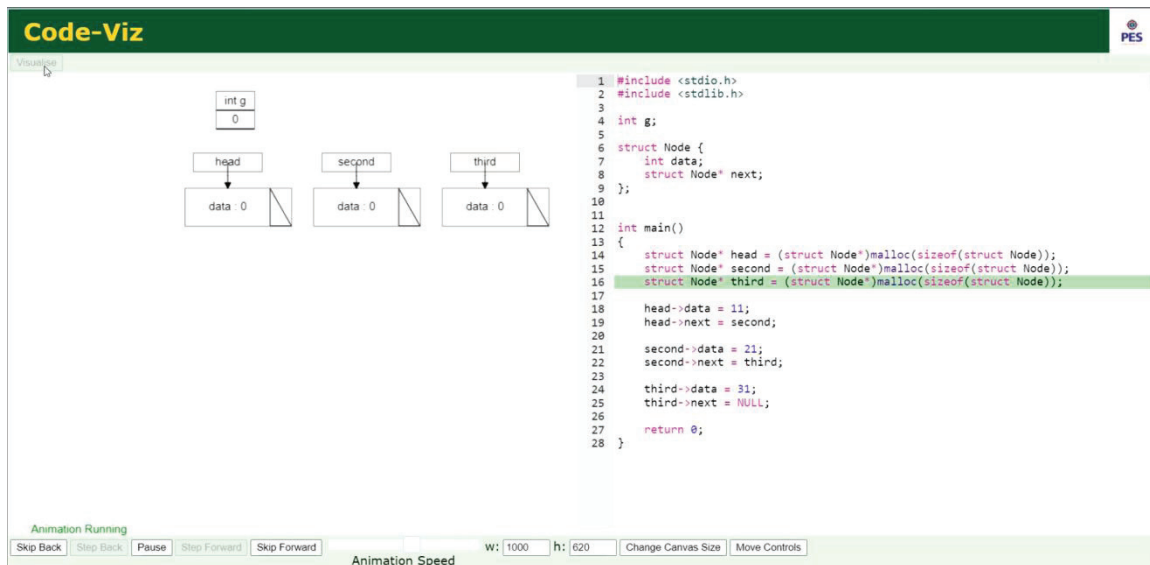 Code-Viz
PES
Visualise
int g
0
head
second
third
data : 0
data : 0
data : 0
1 #include <stdio.h>
2 #include <stdlib.h>
3
4 int g;
5
6 struct Node {
7     int data;
8     struct Node* next;
9 };
10
11
12 int main()
13 {
14     struct Node* head = (struct Node*)malloc(sizeof(struct Node));
15     struct Node* second = (struct Node*)malloc(sizeof(struct Node));
16     struct Node* third = (struct Node*)malloc(sizeof(struct Node));
17
18     head->data = 11;
19     head->next = second;
20
21     second->data = 21;
22     second->next = third;
23
24     third->data = 31;
25     third->next = NULL;
26
27     return 0;
28 }
Animation Running
Skip Back Step Back Pause Step Forward Skip Forward w: 1000 h: 620 Change Canvas Size Move Controls
Animation Speed